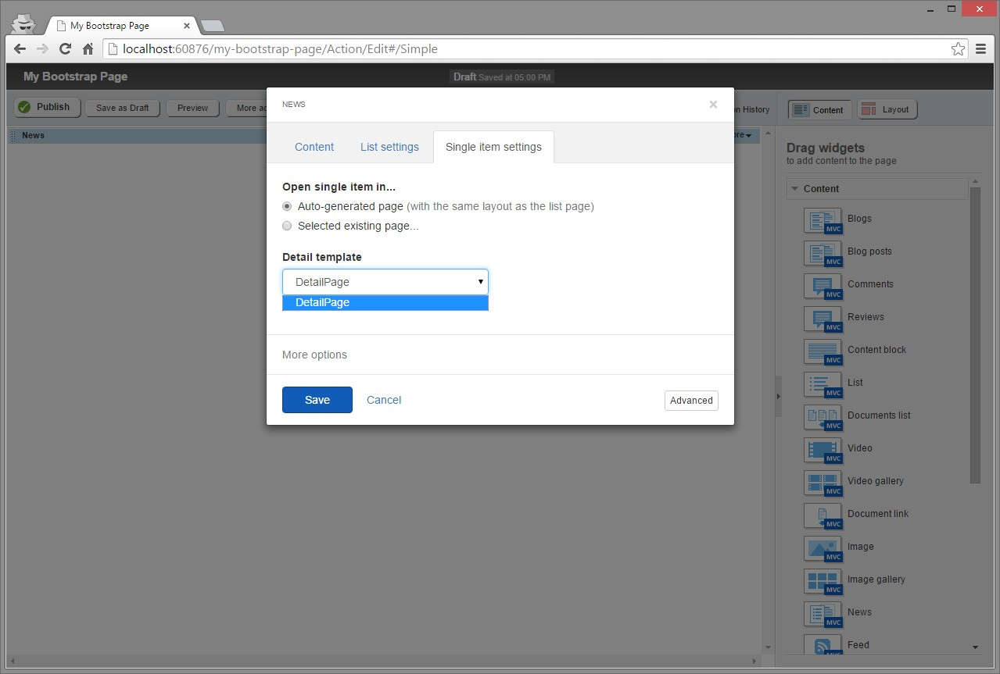 My Bootstrap Page
localhost:60876/my-bootstrap-page/Action/Edit#/Simple
My Bootstrap Page
Draft Saved at 05:00 PM
Publish
Save as Draft
Preview
More
History
Content
Layout
News
NEWS
×
Content
List settings
Single item settings
Open single item in...
Auto-generated page (with the same layout as the list page)
Selected existing page...
Detail template
DetailPage
DetailPage
More options
Save
Cancel
Advanced
Drag widgets
to add content to the page
Content
MVC
Blogs
MVC
Blog posts
MVC
Comments
MVC
Reviews
MVC
Content block
MVC
List
MVC
Documents list
MVC
Video
MVC
Video gallery
MVC
Document link
MVC
Image
MVC
Image gallery
MVC
News
MVC
Feed